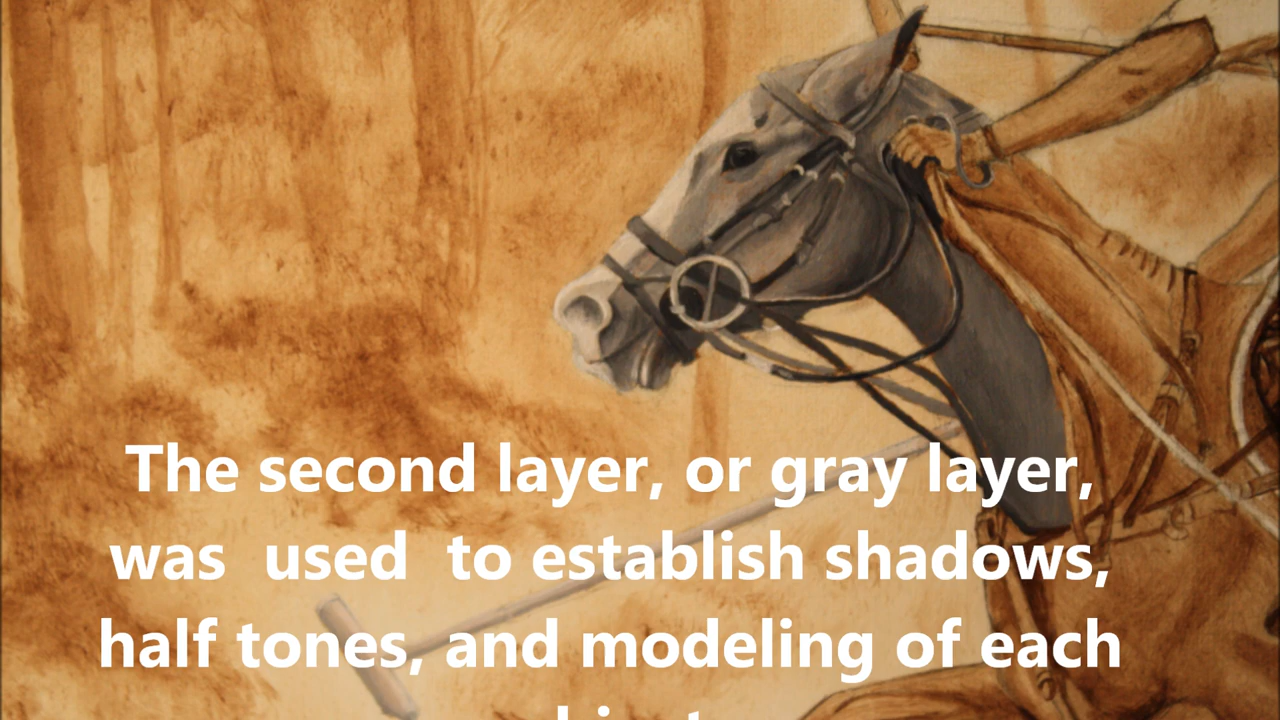 The second layer, or gray layer,
was used to establish shadows,
half tones, and modeling of each